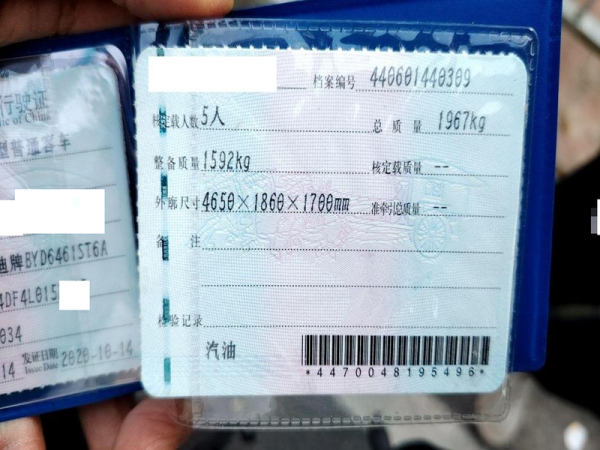 行驶证
of China
型普通客车
迪牌BYD6461ST6A
4DF4L015
034
14 发证日期 2020-10-14
Issue Date
档案编号 440601440309
核定载人数 5人 总质量 1967kg
整备质量 1592kg 核定载质量 --
外廓尺寸 4650×1860×1700mm 准牵引总质量 --
备注
检验记录
汽油
*4470048195496*